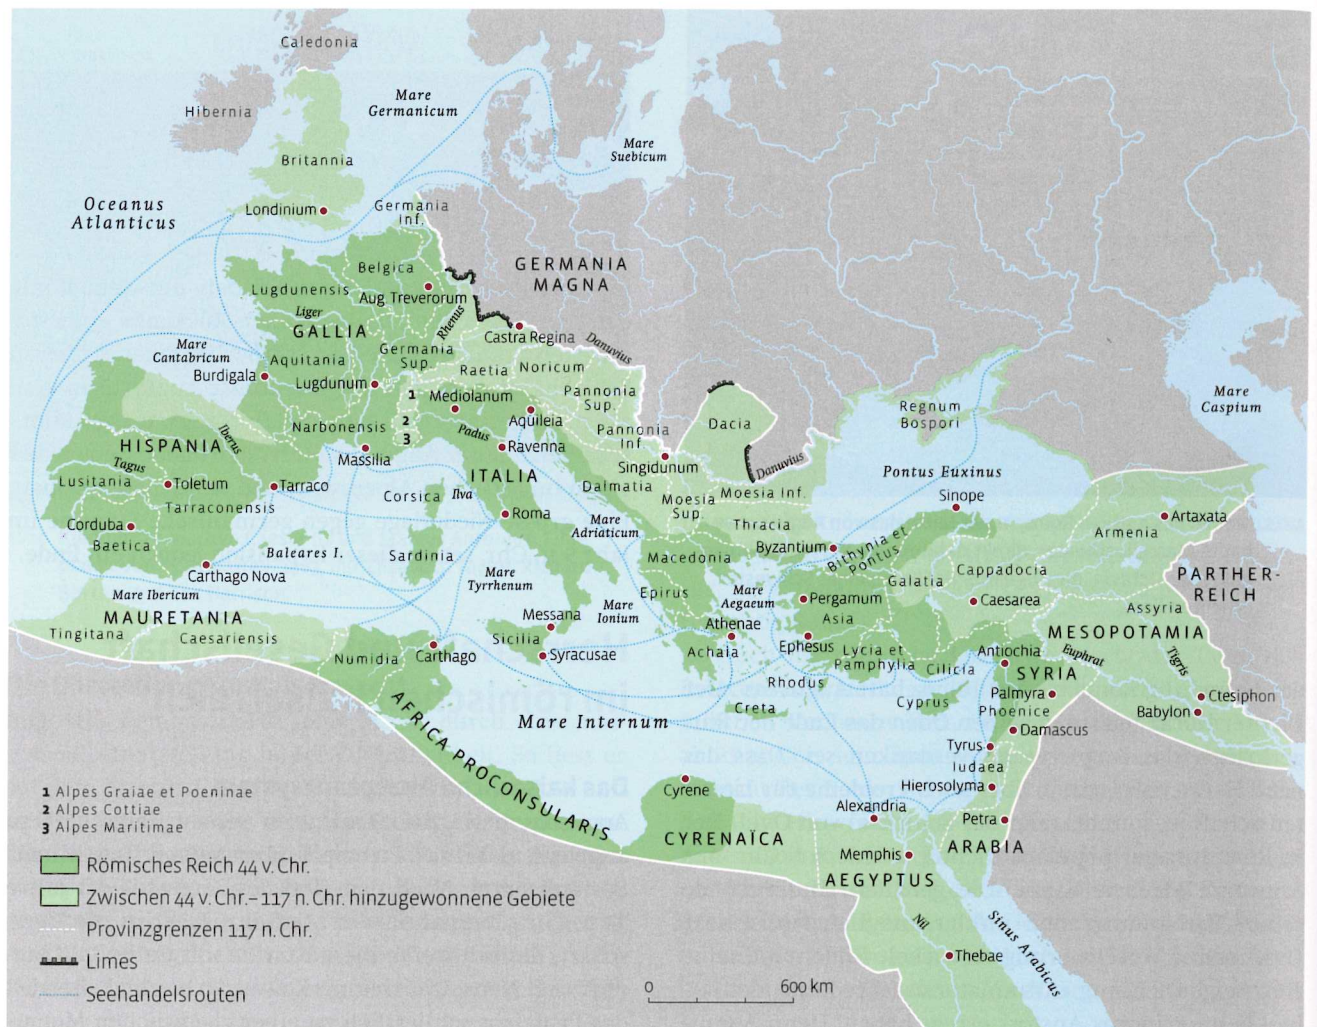 Caledonia
Hibernia
Mare
Germanicum
Mare
Suebicum
Britannia
Oceanus
Atlanticus
Londinium
Germania
Inf.
Belgica
GERMANIA
MAGNA
Lugdunensis
Aug Treverorum
Liger
Rhenus
GALLIA
Castra Regina
Danuvius
Mare
Cantabricum
Aquitania
Germania
Sup.
Raetia
Noricum
Burdigala
Lugdunum
1
Mediolanum
Pannonia
Sup.
Mare
Caspium
Regnum
Bospori
2
Aquileia
Dacia
Narbonensis
3
Padus
Pannonia
Inf
HISPANIA
Iberus
Ravenna
Massilia
Singidunum
Danuvius
Pontus Euxinus
Tagus
Lusitania
Toletum
Tarraco
ITALIA
Corsica
Ilva
Dalmatia
Moesia
Sup.
Moesia Inf.
Sinope
Tarraconensis
Roma
Artaxata
Corduba
Mare
Adriaticum
Thracia
Armenia
Baetica
Baleares I.
Sardinia
Byzantium
Bithynia et
Pontus
Macedonia
Carthago Nova
Mare
Tyrrhenum
Cappadocia
PARTHER-
REICH
Galatia
Mare Ibericum
Epirus
Mare
Aegaeum
Pergamum
Caesarea
MAURETANIA
Mare
Ionium
Messana
Asia
Assyria
Tingitana
Caesariensis
Sicilia
Athenae
MESOPOTAMIA
Numidia
Carthago
Syracusae
Achaia
Ephesus
Lycia et
Pamphylia
Cilicia
Antiochia
Euphrat
Tigris
SYRIA
Rhodus
Cyprus
Palmyra
Phoenice
Ctesiphon
Babylon
Creta
AFRICA PROCONSULARIS
Mare Internum
Damascus
Tyrus
Iudaea
Hierosolyma
Cyrene
Alexandria
Petra
CYRENAÏCA
ARABIA
Memphis
AEGYPTUS
Nil
Sinus Arabicus
Thebae
1 Alpes Graiae et Poeninae
2 Alpes Cottiae
3 Alpes Maritimae
Römisches Reich 44 v. Chr.
Zwischen 44 v. Chr.– 117 n. Chr. hinzugewonnene Gebiete
Provinzgrenzen 117 n. Chr.
Limes
Seehandelsrouten
0
600 km